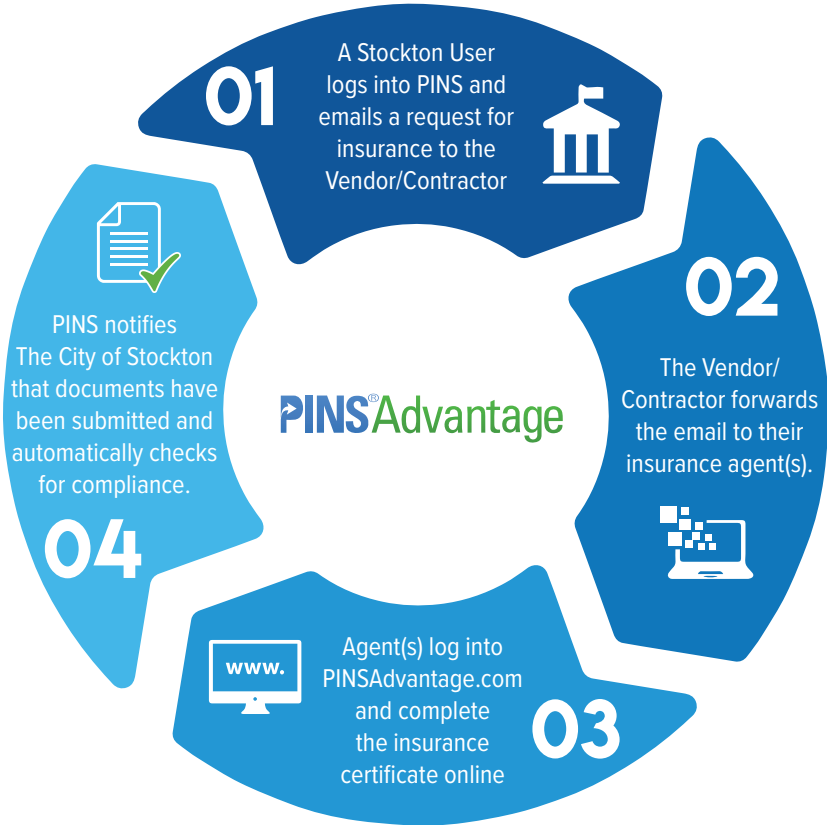 01
A Stockton User
logs into PINS and
emails a request for
insurance to the
Vendor/Contractor
02
The Vendor/
Contractor forwards
the email to their
insurance agent(s).
www.
Agent(s) log into
PINSAdvantage.com
and complete
the insurance
certificate online
03
PINS notifies
The City of Stockton
that documents have
been submitted and
automatically checks
for compliance.
04
PINS®Advantage